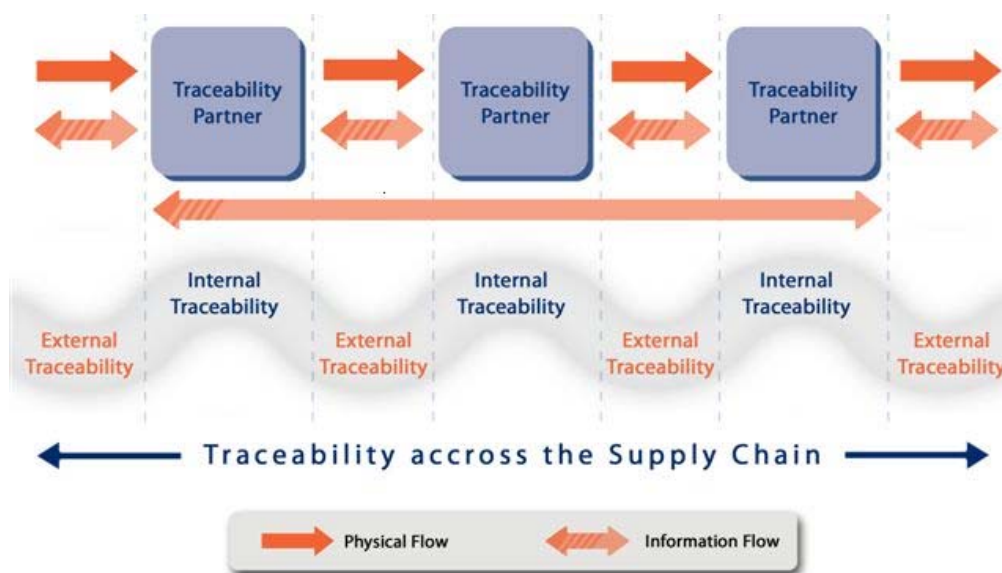 Traceability
Partner
Traceability
Partner
Traceability
Partner
Internal
Traceability
Internal
Traceability
Internal
Traceability
External
Traceability
External
Traceability
External
Traceability
External
Traceability
Traceability accross the Supply Chain
Physical Flow
Information Flow